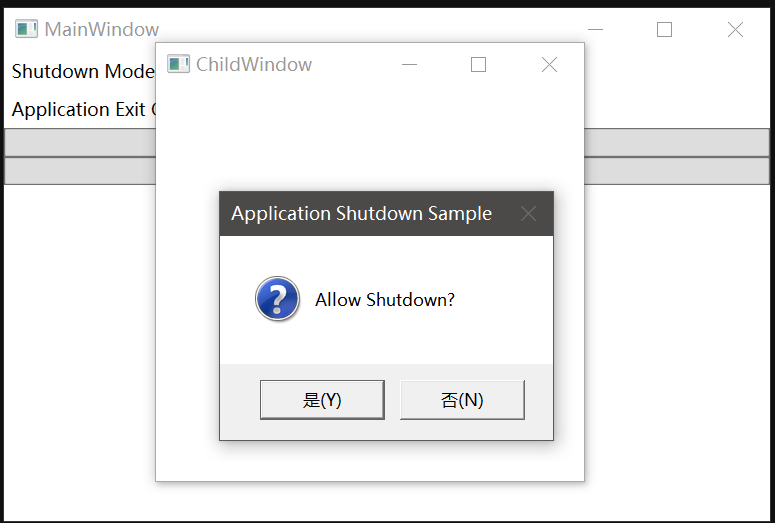 MainWindow
ChildWindow
Shutdown Mode
Application Exit
Application Shutdown Sample
Allow Shutdown?
是(Y)
否(N)